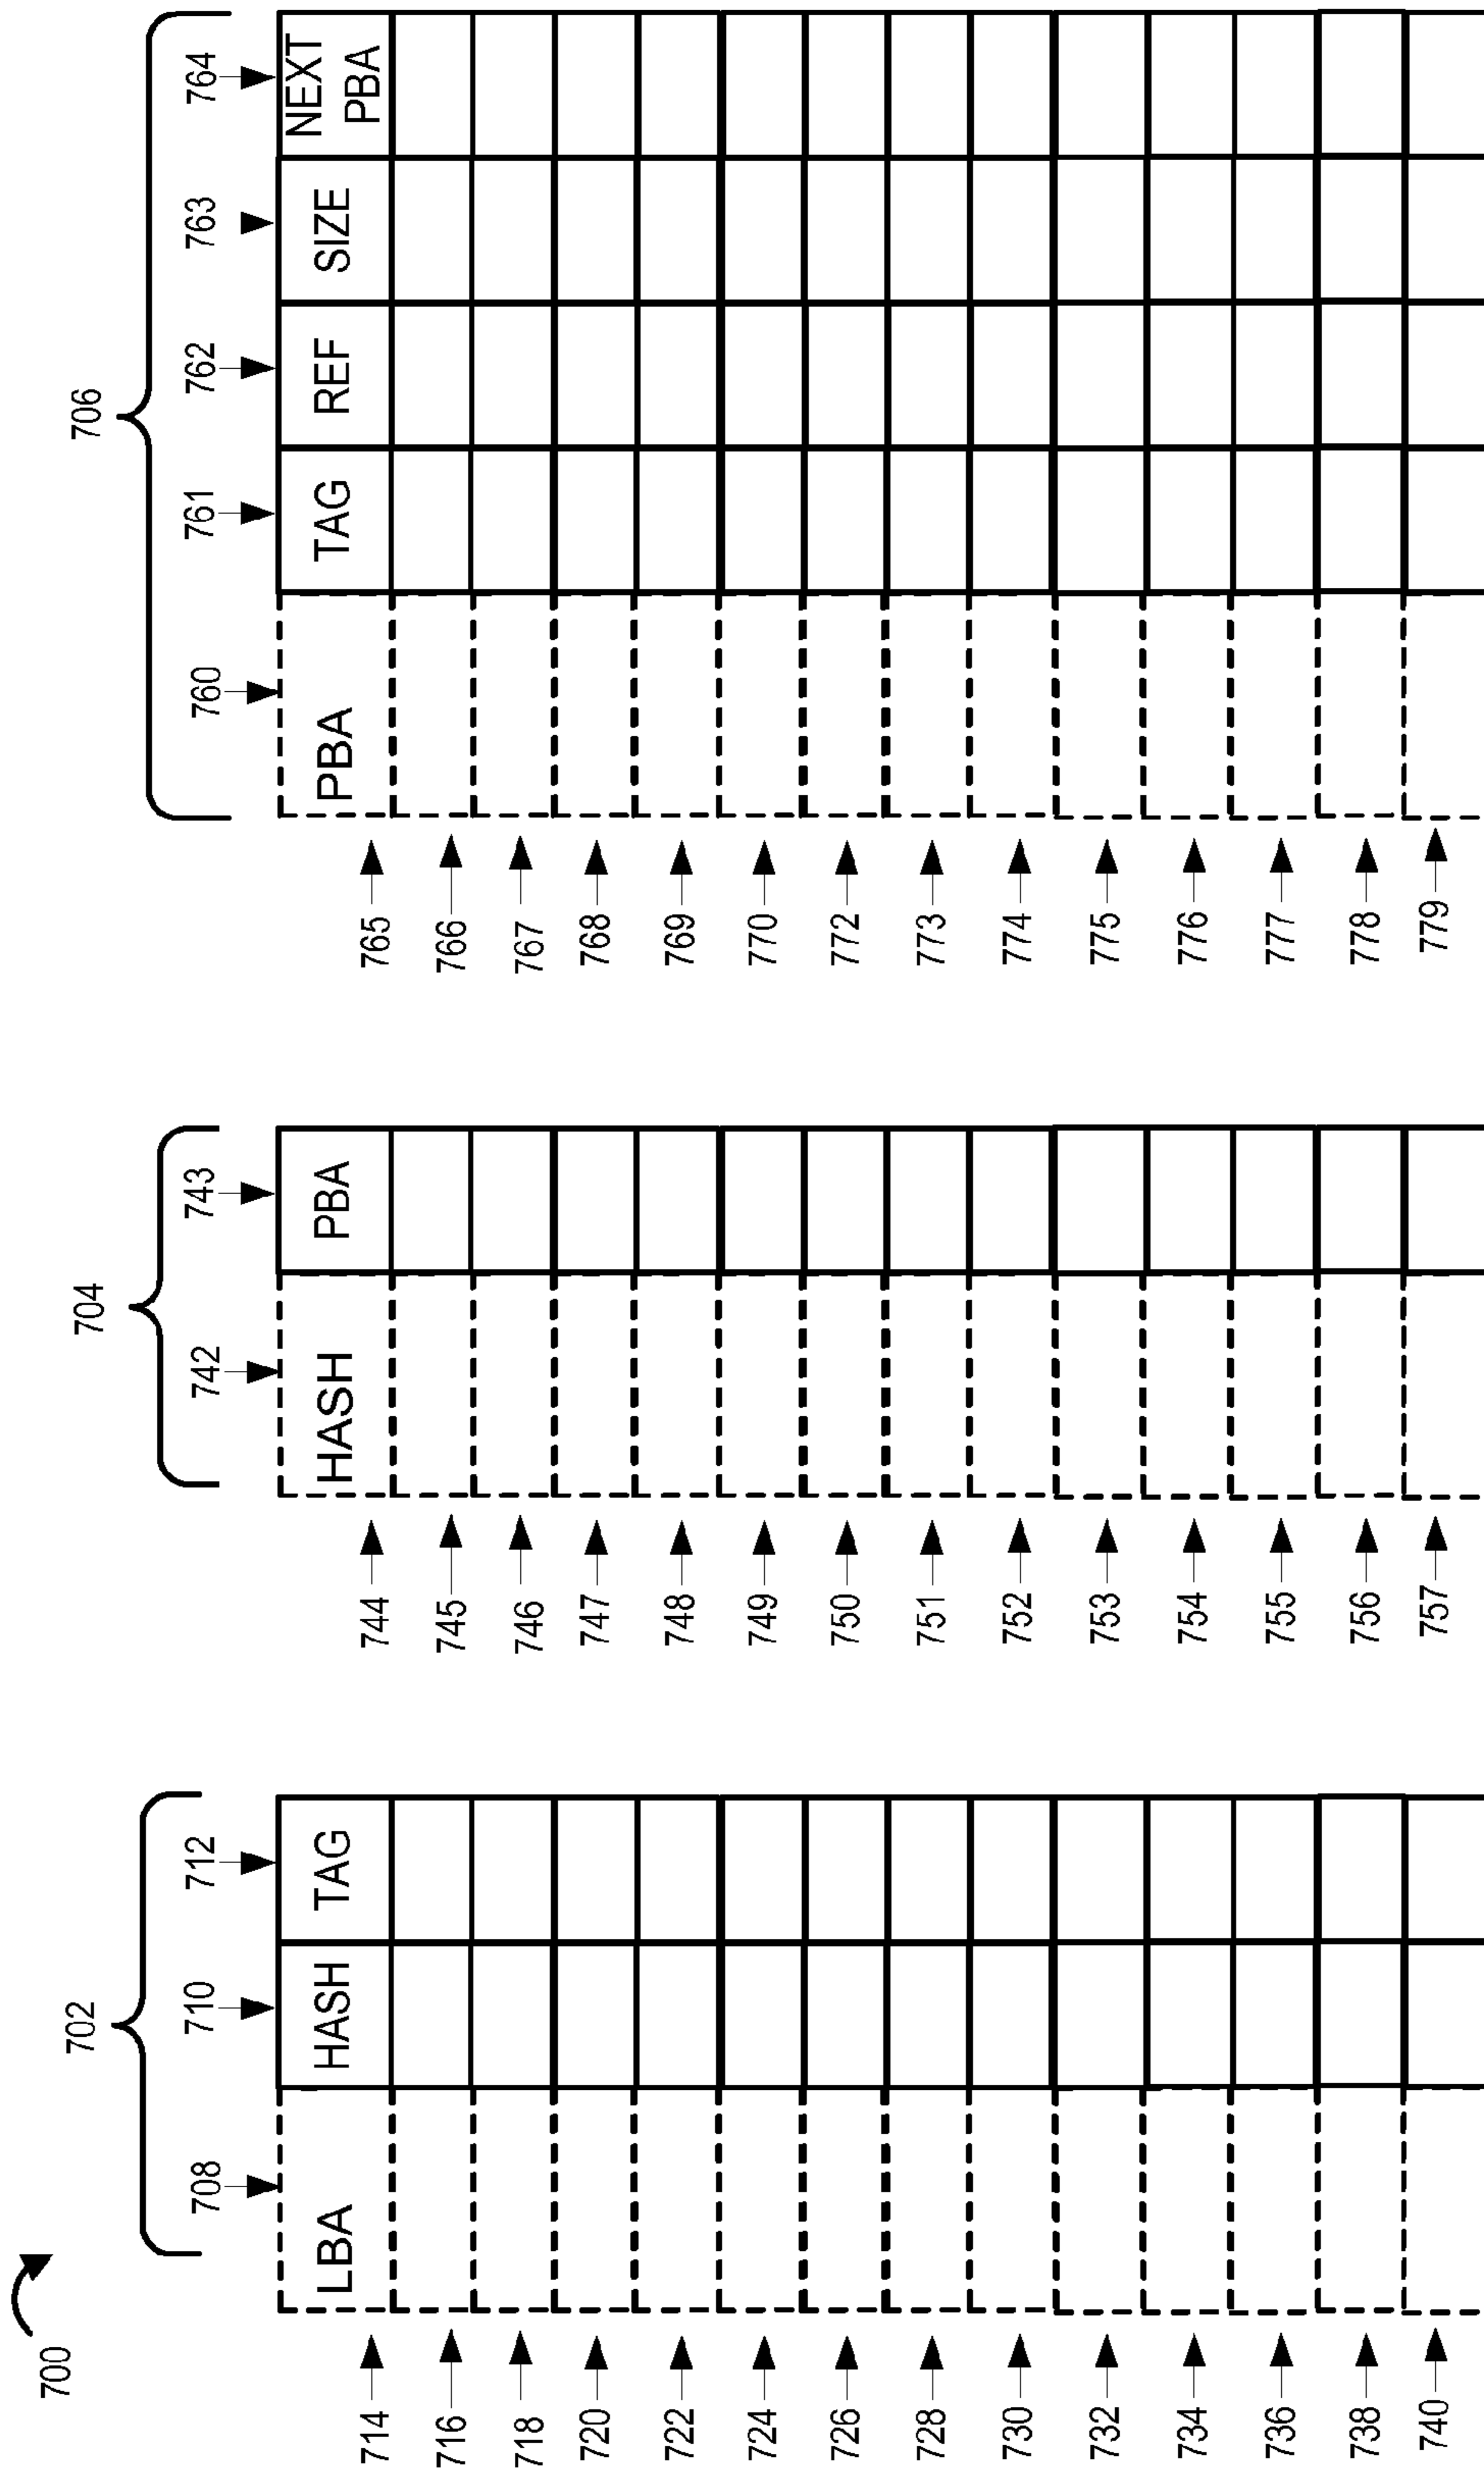 700
702
704
706
708 710 712
742 743
760 761 762 763 764
LBA HASH TAG
HASH PBA
PBA TAG REF SIZE NEXT PBA
714 744 765
716 745 766
718 746 767
720 747 768
722 748 769
724 749 770
726 750 772
728 751 773
730 752 774
732 753 775
734 754 776
736 755 777
738 756 778
740 757 779